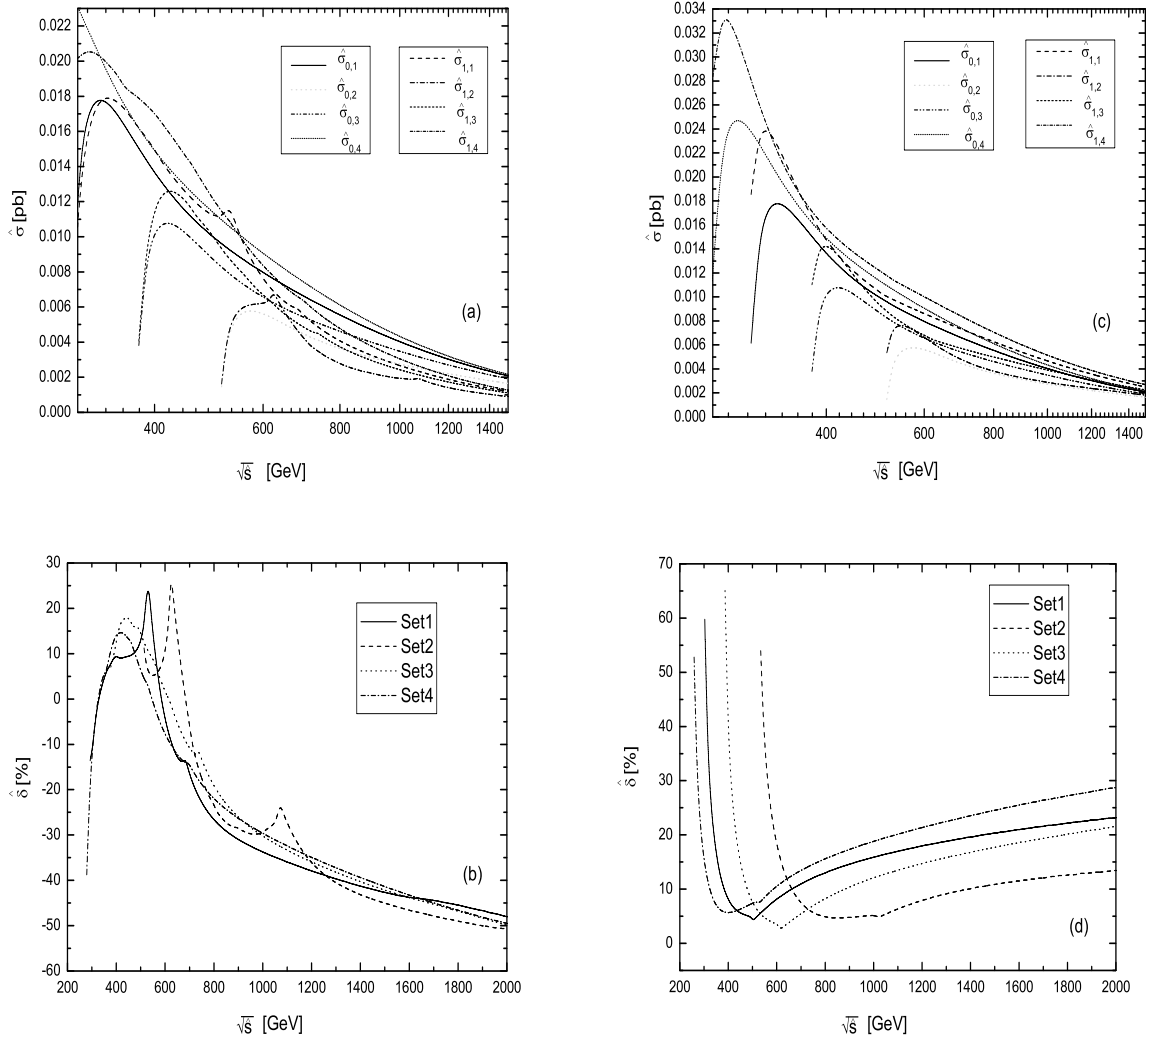 0.022
0.020
0.018
0.016
0.014
0.012
0.010
0.008
0.006
0.004
0.002
0.000
σ̂ [pb]
σ̂0,1
σ̂0,2
σ̂0,3
σ̂0,4
σ̂1,1
σ̂1,2
σ̂1,3
σ̂1,4
(a)
400 600 800 1000 1200 1400
√ŝ [GeV]
0.034
0.032
0.030
0.028
0.026
0.024
0.022
0.020
0.018
0.016
0.014
0.012
0.010
0.008
0.006
0.004
0.002
0.000
σ̂ [pb]
σ̂0,1
σ̂0,2
σ̂0,3
σ̂0,4
σ̂1,1
σ̂1,2
σ̂1,3
σ̂1,4
(c)
400 600 800 1000 1200 1400
√ŝ [GeV]
30
20
10
0
-10
-20
-30
-40
-50
-60
δ̂ [%]
Set1
Set2
Set3
Set4
(b)
200 400 600 800 1000 1200 1400 1600 1800 2000
√ŝ [GeV]
70
60
50
40
30
20
10
0
δ̂ [%]
Set1
Set2
Set3
Set4
(d)
200 400 600 800 1000 1200 1400 1600 1800 2000
√ŝ [GeV]